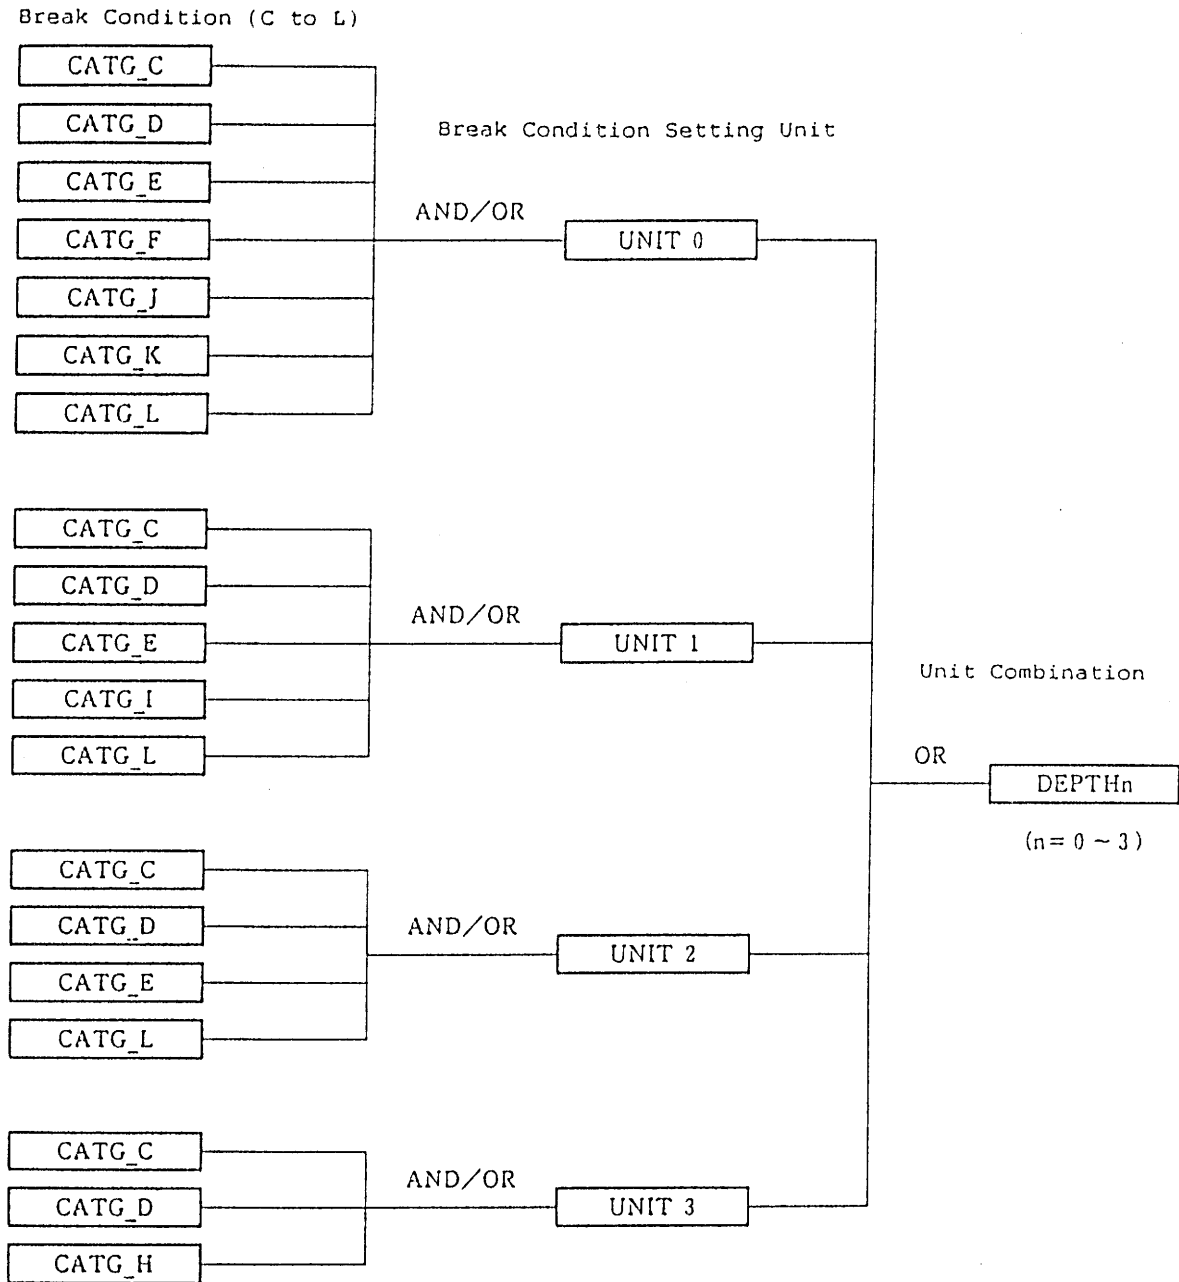 Break Condition (C to L)
CATG_C
CATG_D
Break Condition Setting Unit
CATG_E
AND/OR
CATG_F
UNIT 0
CATG_J
CATG_K
CATG_L
CATG_C
CATG_D
AND/OR
CATG_E
UNIT 1
CATG_I
CATG_L
Unit Combination
OR
DEPTHn
(n=0~3)
CATG_C
CATG_D
AND/OR
CATG_E
UNIT 2
CATG_L
CATG_C
AND/OR
CATG_D
UNIT 3
CATG_H